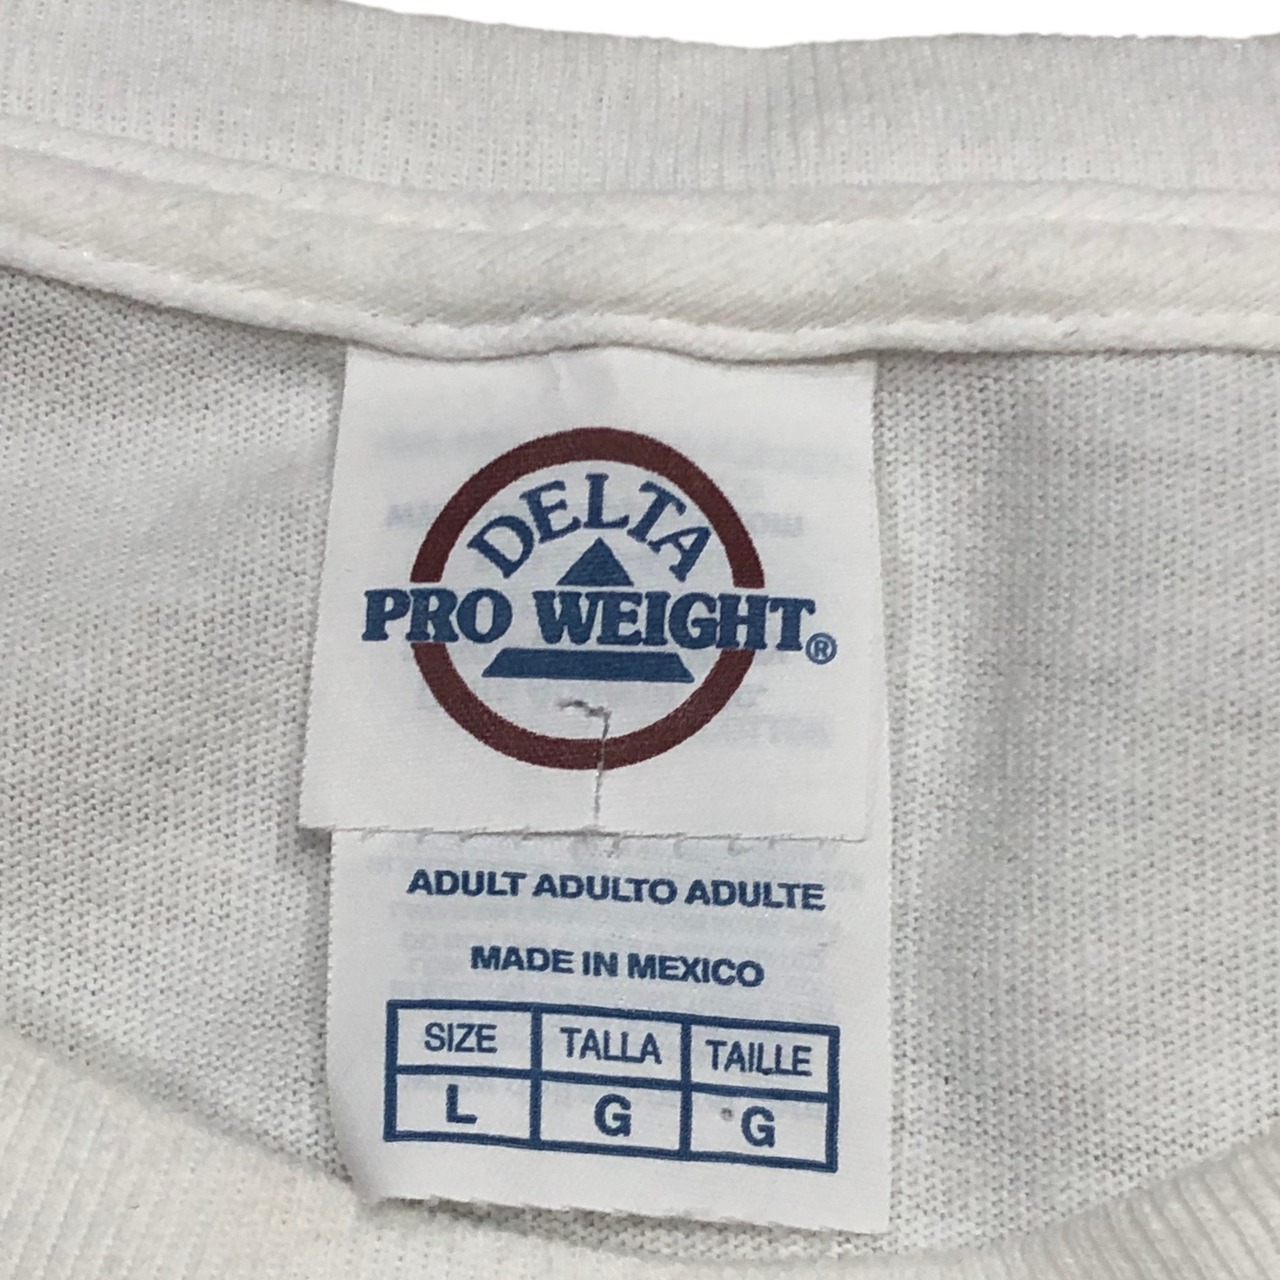 DELTA
PRO WEIGHT®
ADULT ADULTO ADULTE
MADE IN MEXICO
SIZE TALLA TAILLE
L G G